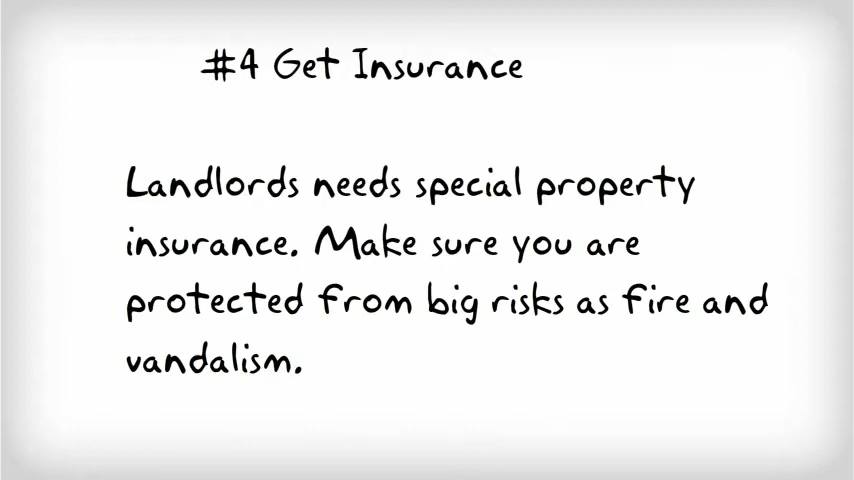 #4 Get Insurance
Landlords needs special property
insurance. Make sure you are
protected from big risks as fire and
vandalism.